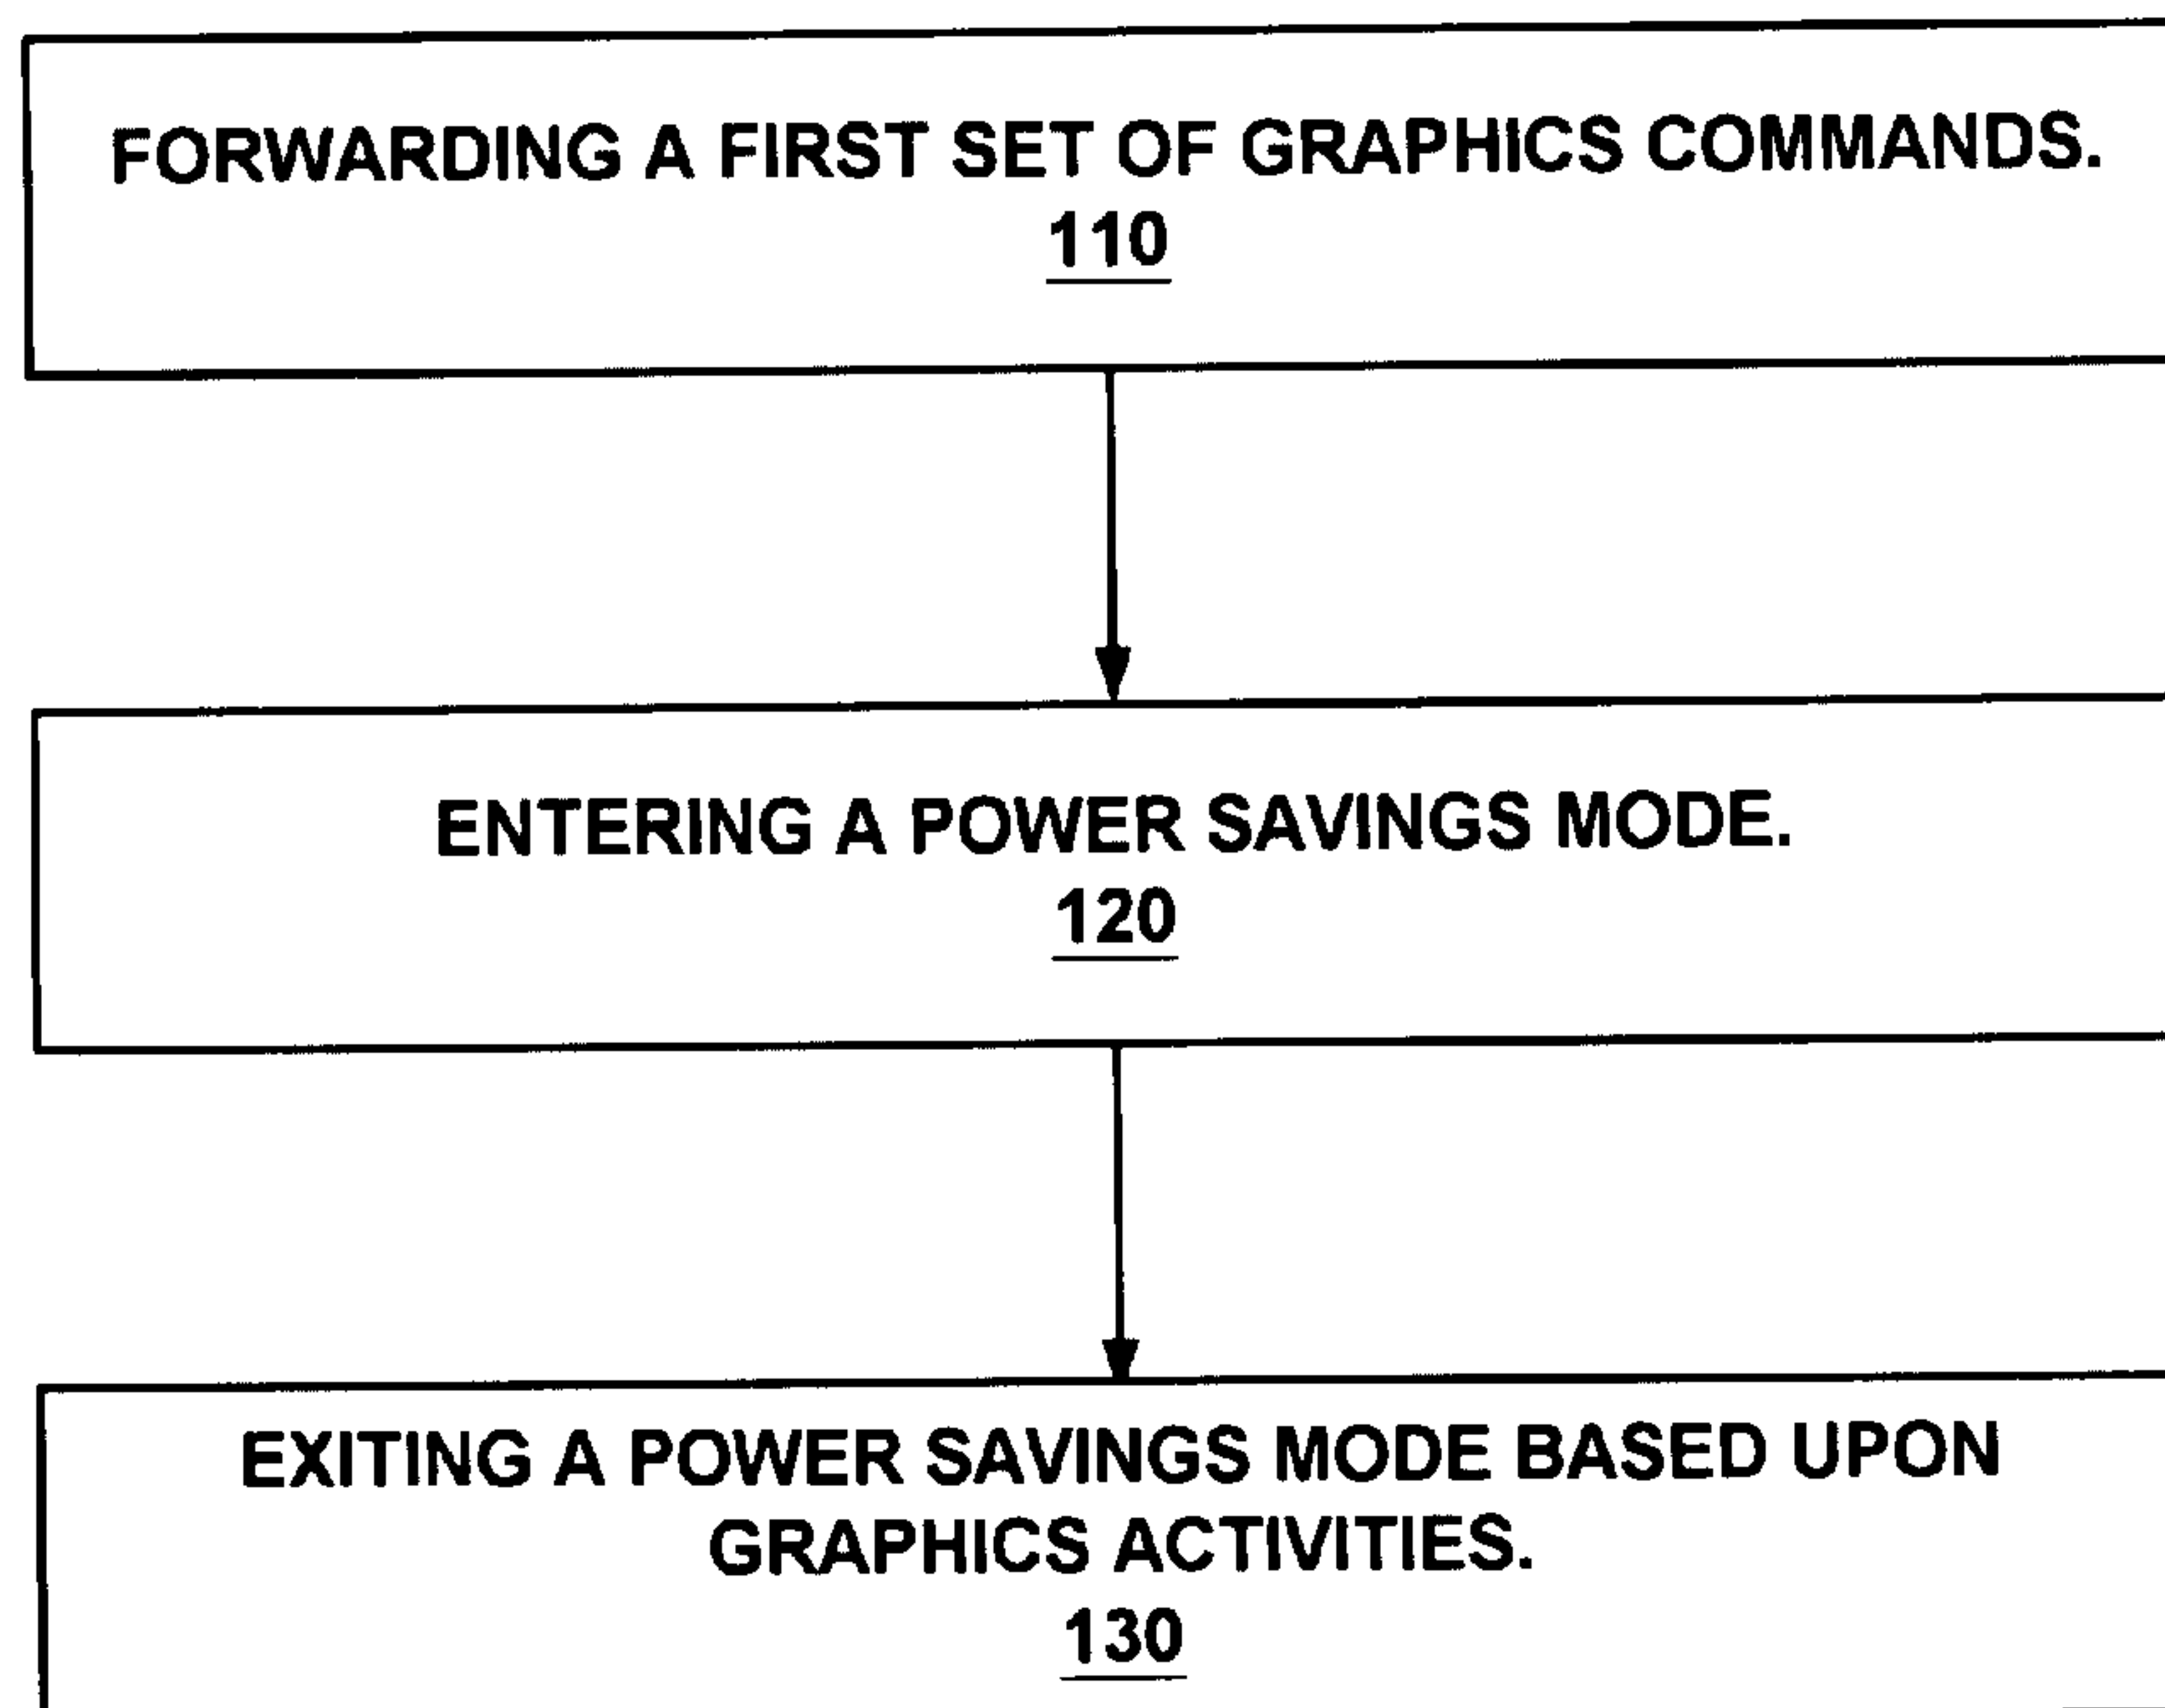 FORWARDING A FIRST SET OF GRAPHICS COMMANDS.
110
ENTERING A POWER SAVINGS MODE.
120
EXITING A POWER SAVINGS MODE BASED UPON
GRAPHICS ACTIVITIES.
130